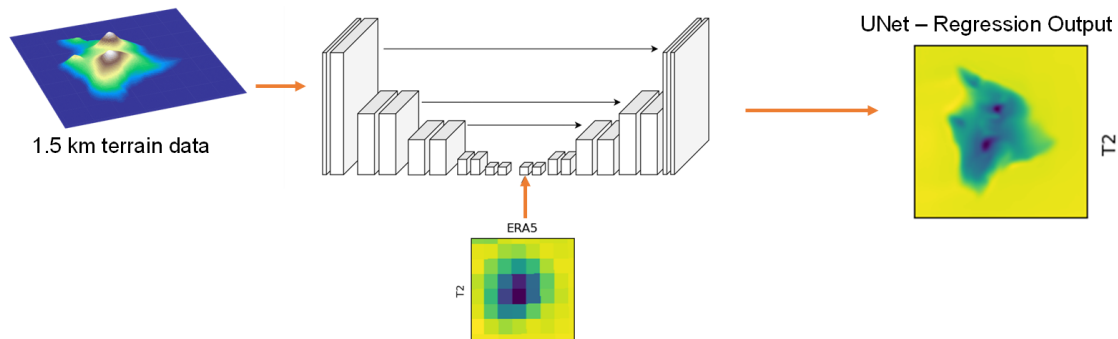 UNet – Regression Output
1.5 km terrain data
T2
ERA5
T2